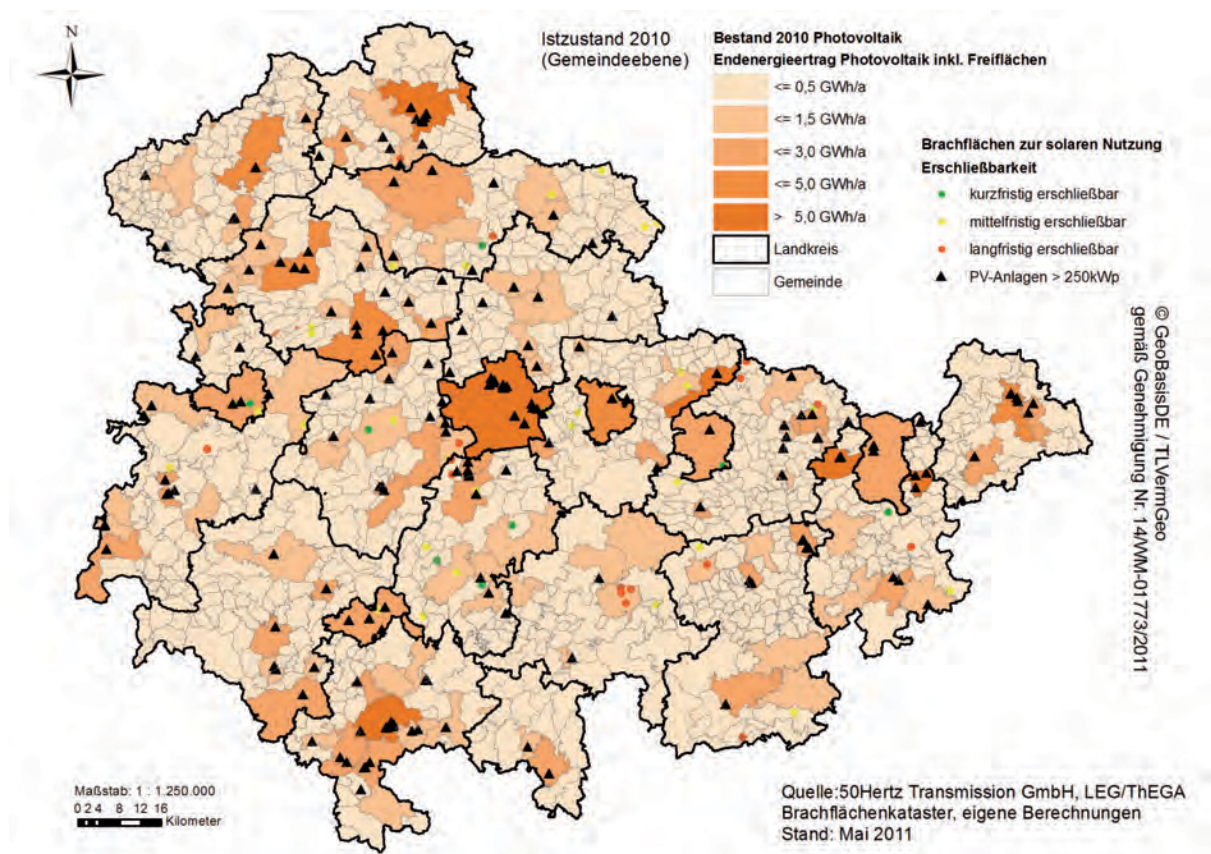 N
Istzustand 2010
(Gemeindeebene)
Bestand 2010 Photovoltaik
Endenergieertrag Photovoltaik inkl. Freiflächen
<= 0,5 GWh/a
<= 1,5 GWh/a
<= 3,0 GWh/a
<= 5,0 GWh/a
> 5,0 GWh/a
Landkreis
Gemeinde
Brachflächen zur solaren Nutzung
Erschließbarkeit
kurzfristig erschließbar
mittelfristig erschließbar
langfristig erschließbar
PV-Anlagen > 250kWp
© GeoBasisDE / TLVermGeo
gemäß Genehmigung Nr. 14/WM-01773/2011
Maßstab: 1 : 1.250.000
0 2 4 8 12 16
Kilometer
Quelle:50Hertz Transmission GmbH, LEG/ThEGA
Brachflächenkataster, eigene Berechnungen
Stand: Mai 2011